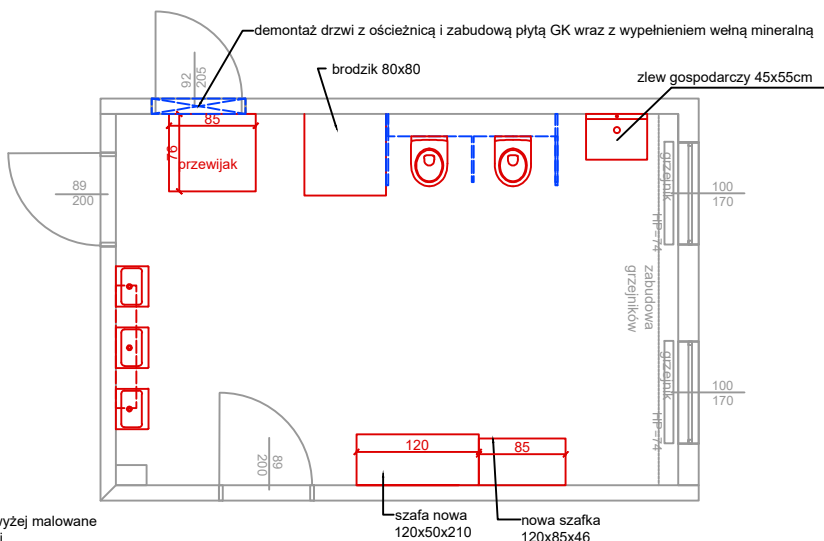 demontaż drzwi z ościeżnicą i zabudową płytą GK wraz z wypełnieniem wełną mineralną
brodzik 80x80
zlew gospodarczy 45x55cm
92
205
85
76
przewijak
89
200
grzejnik
HP=74
100
170
zabudowa
grzejników
grzejnik
HP=74
100
170
89
200
120
85
szafa nowa
120x50x210
nowa szafka
120x85x46
wyżej malowane